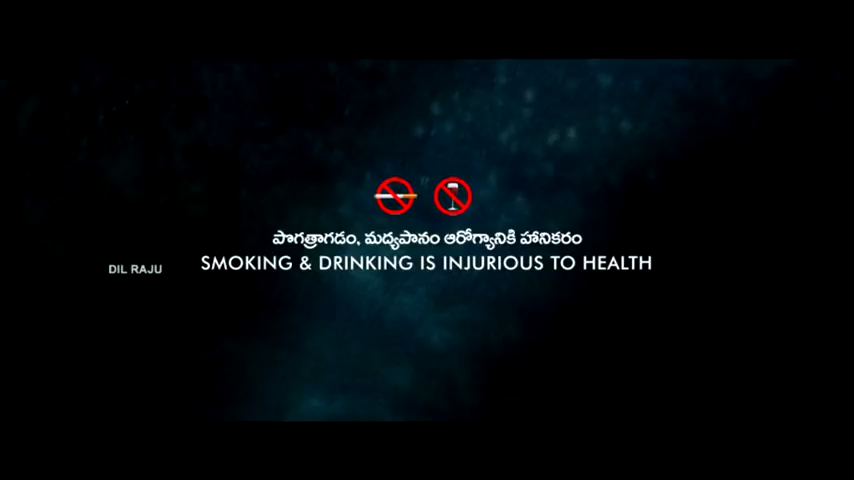 పొగత్రాగడం, మద్యపానం ఆరోగ్యానికి హానికరం
SMOKING & DRINKING IS INJURIOUS TO HEALTH
DIL RAJU